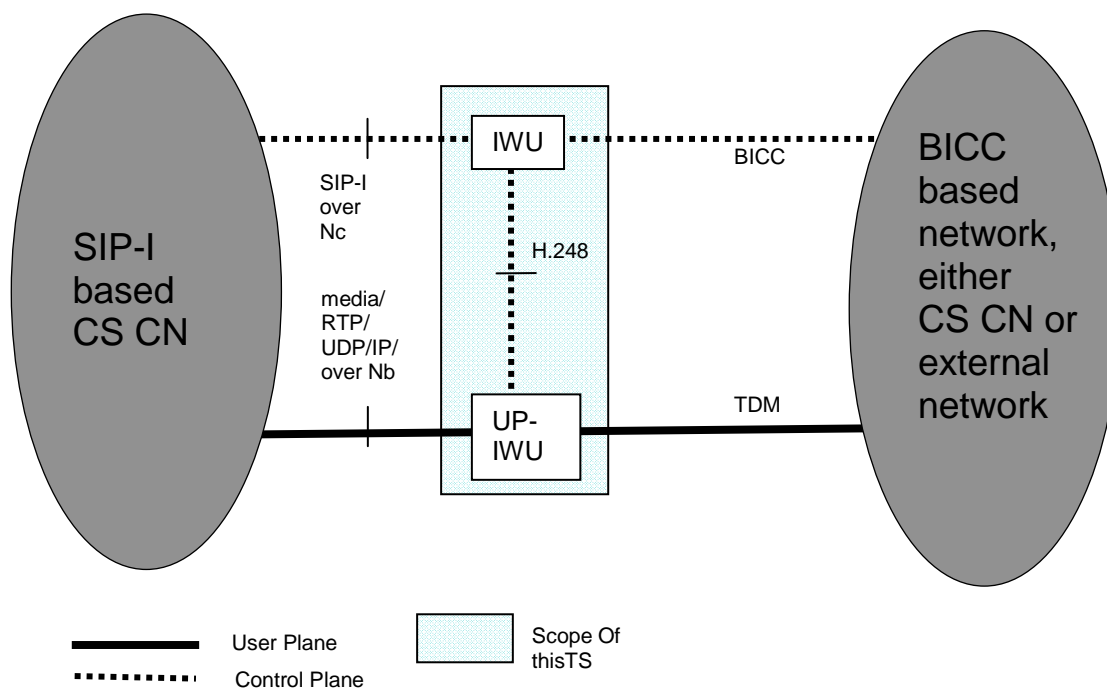 SIP-I
based
CS CN
SIP-I
over
Nc
media/
RTP/
UDP/IP/
over Nb
IWU
H.248
UP-
IWU
BICC
TDM
BICC
based
network,
either
CS CN or
external
network
User Plane
Control Plane
Scope Of
thisTS